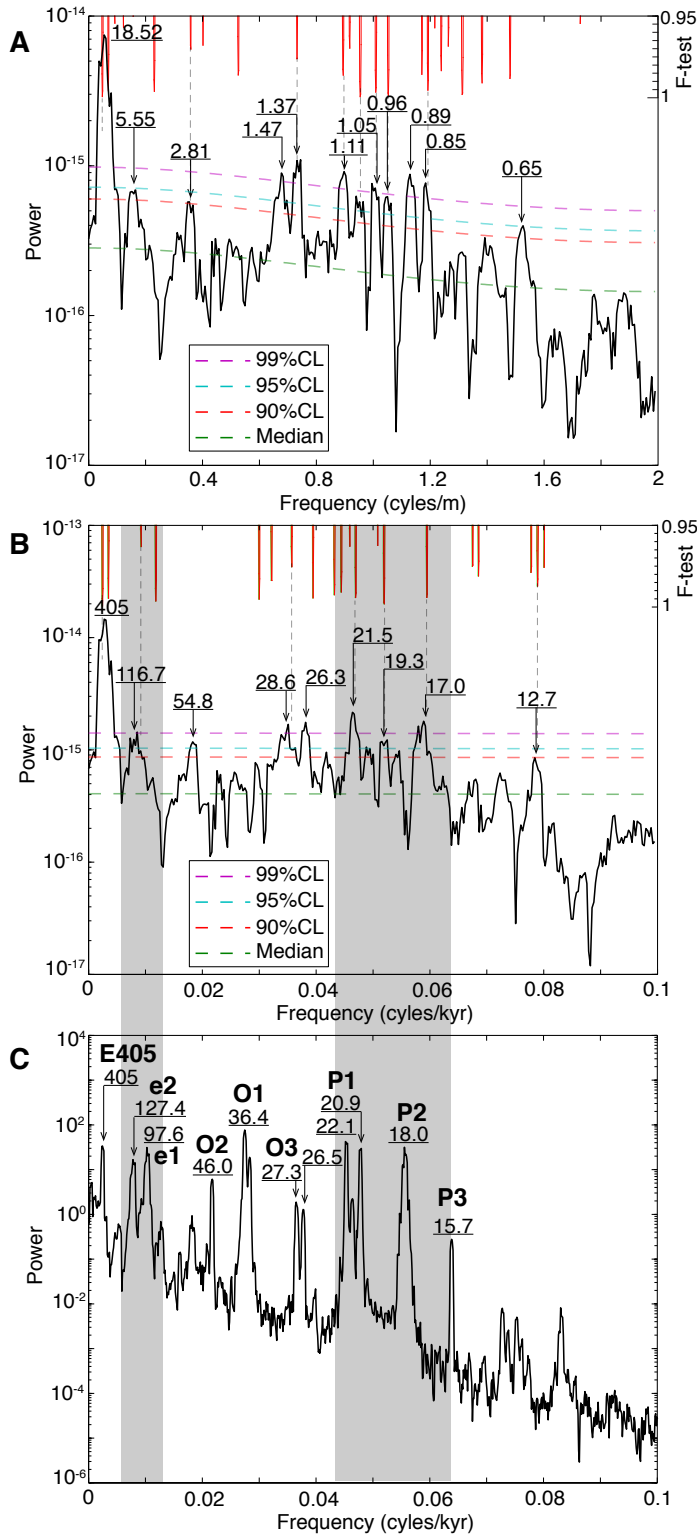 A
10-14
10-15
10-16
10-17
Power
18.52
5.55
2.81
1.47
1.37
1.11
1.05
0.96
0.89
0.85
0.65
0.95
1
F-test
99%CL
95%CL
90%CL
Median
0 0.4 0.8 1.2 1.6 2
Frequency (cyles/m)
B
10-13
10-14
10-15
10-16
10-17
Power
405
116.7
54.8
28.6
26.3
21.5
19.3
17.0
12.7
0.95
1
F-test
99%CL
95%CL
90%CL
Median
0 0.02 0.04 0.06 0.08 0.1
Frequency (cyles/kyr)
C
10^4
10^2
10^0
10-2
10-4
10-6
Power
E405
405
e2
127.4
97.6
e1
O2
46.0
O1
36.4
O3
27.3
26.5
P1
20.9
22.1
P2
18.0
P3
15.7
0 0.02 0.04 0.06 0.08 0.1
Frequency (cyles/kyr)